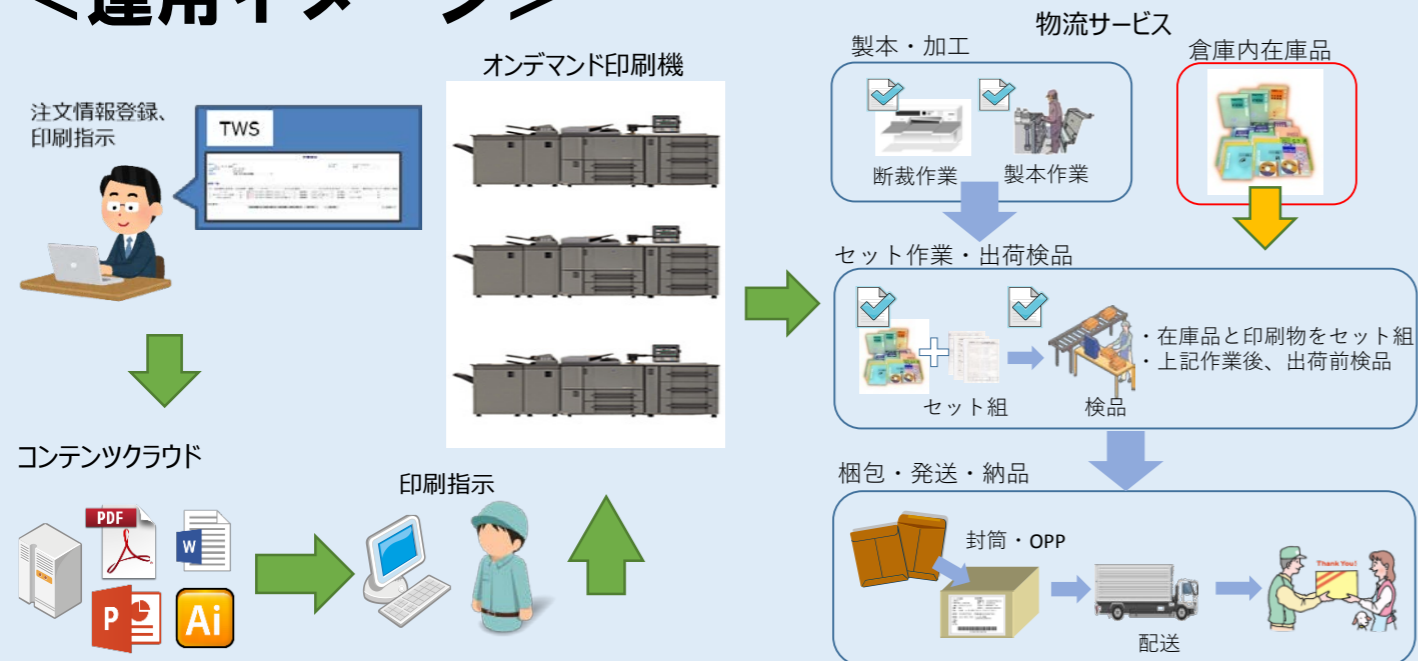 ＜運用イメージ＞
注文情報登録、
印刷指示
TWS
コンテンツクラウド
PDF
W
P
Ai
印刷指示
オンデマンド印刷機
物流サービス
製本・加工
断裁作業
製本作業
倉庫内在庫品
セット作業・出荷検品
セット組
検品
・在庫品と印刷物をセット組
・上記作業後、出荷前検品
梱包・発送・納品
封筒・OPP
配送
Thank You!